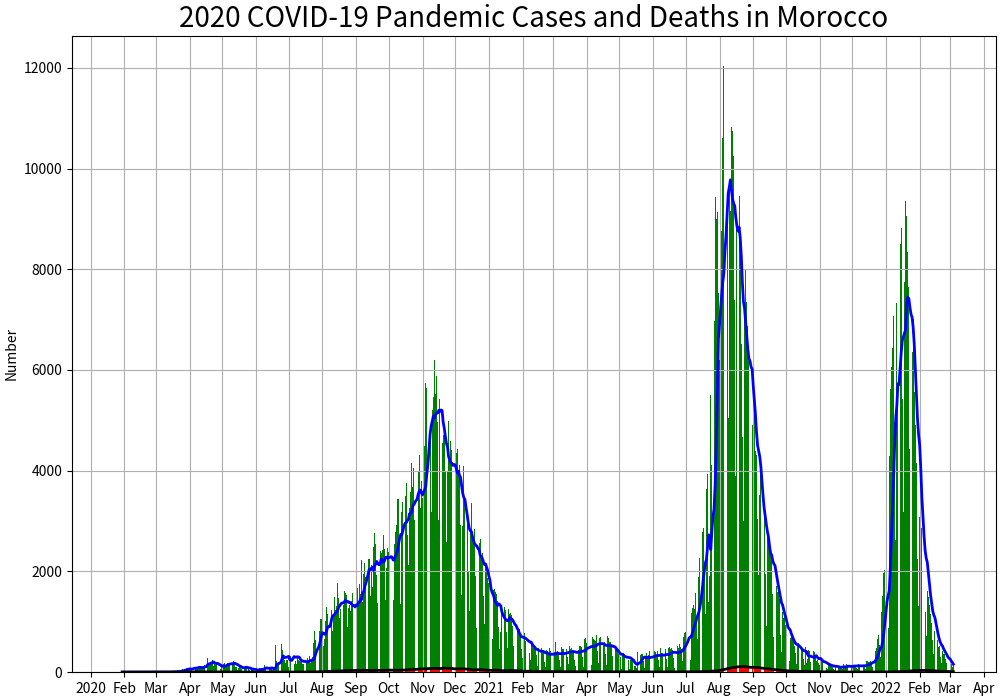 2020 COVID-19 Pandemic Cases and Deaths in Morocco
12000
10000
8000
6000
4000
2000
0
Number
2020 Feb Mar Apr May Jun Jul Aug Sep Oct Nov Dec 2021 Feb Mar Apr May Jun Jul Aug Sep Oct Nov Dec 2022 Feb Mar Apr